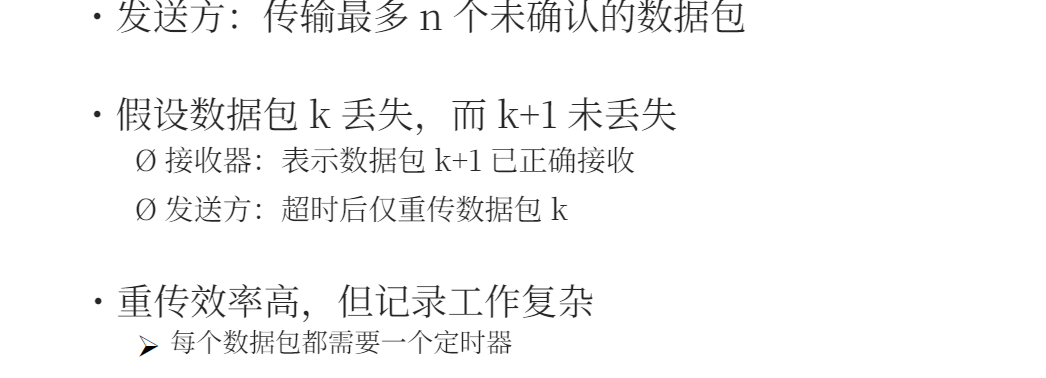 · 发送方：传输最多 n 个未确认的数据包
· 假设数据包 k 丢失，而 k+1 未丢失
Ø 接收器：表示数据包 k+1 已正确接收
Ø 发送方：超时后仅重传数据包 k
· 重传效率高，但记录工作复杂
➢ 每个数据包都需要一个定时器